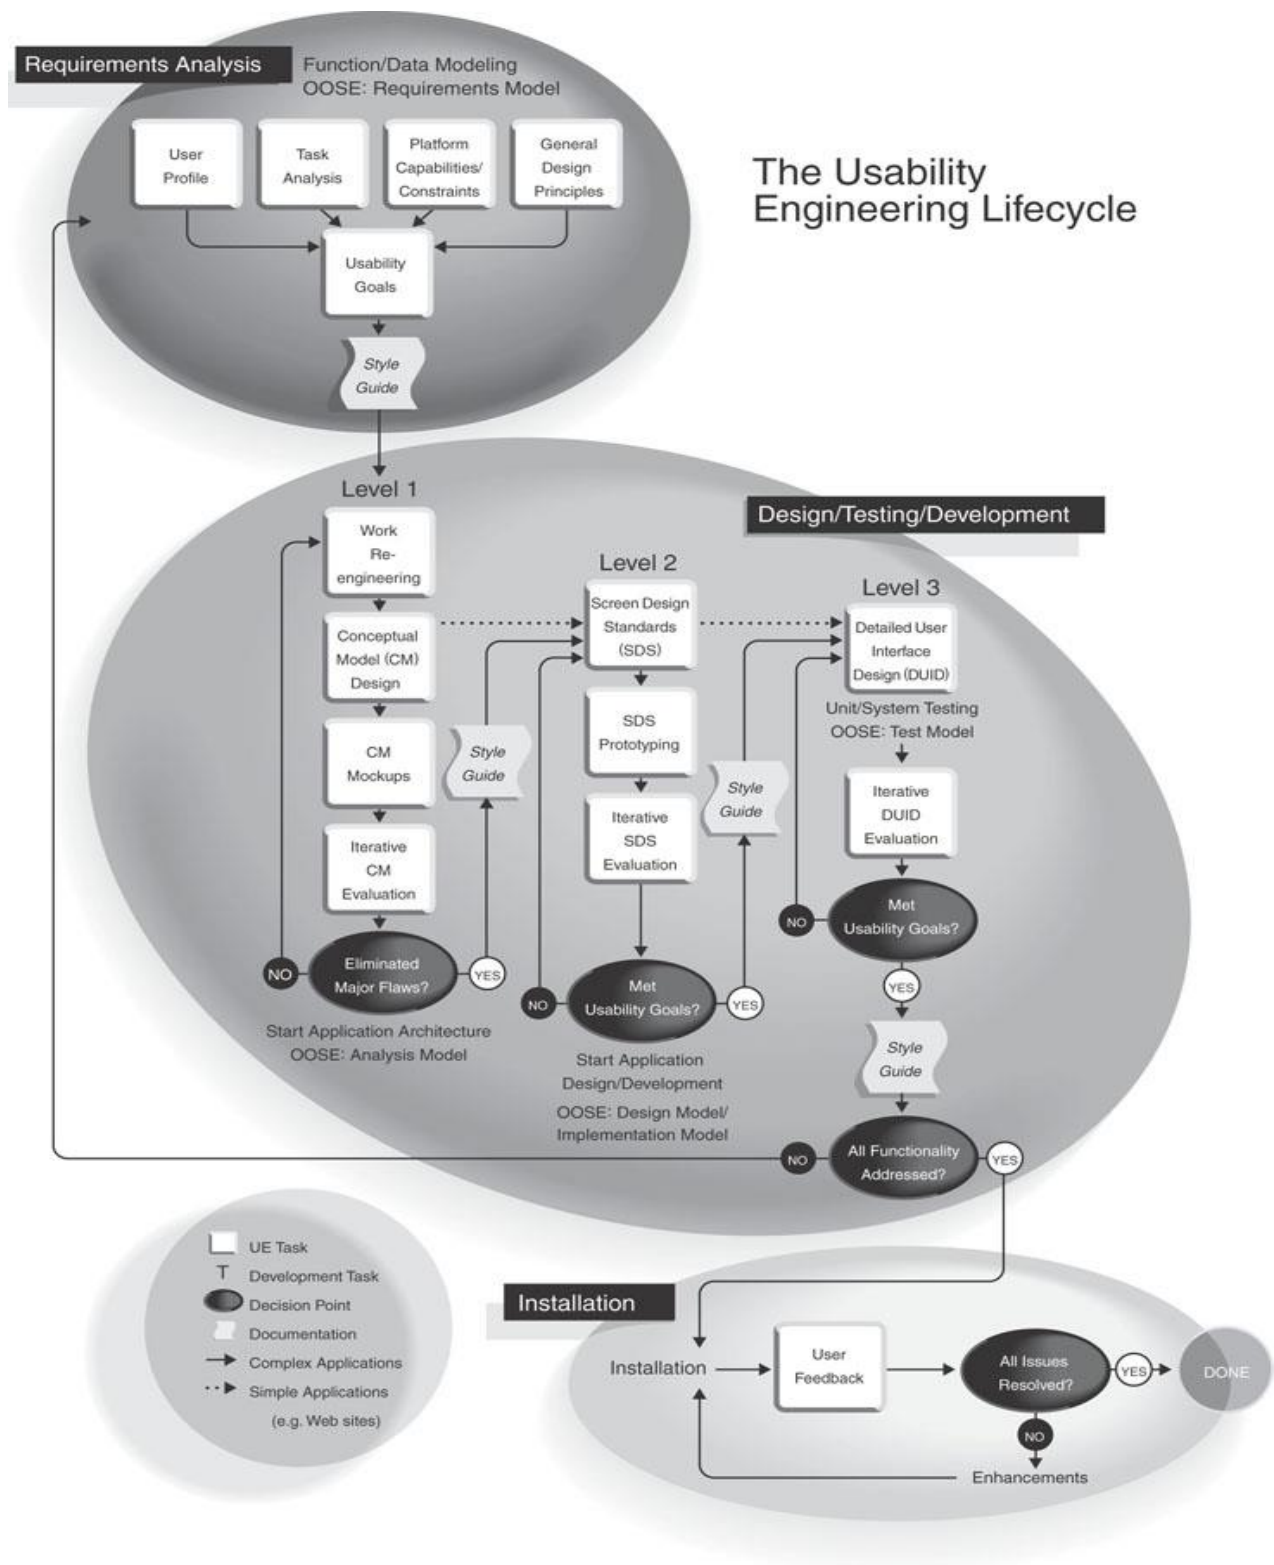 Requirements Analysis
Function/Data Modeling
OOSE: Requirements Model
User
Profile
Task
Analysis
Platform
Capabilities/
Constraints
General
Design
Principles
The Usability
Engineering Lifecycle
Usability
Goals
Style
Guide
Design/Testing/Development
Level 1
Work
Re-
engineering
Conceptual
Model (CM)
Design
CM
Mockups
Iterative
CM
Evaluation
Eliminated
Major Flaws?
NO
YES
Start Application Architecture
OOSE: Analysis Model
Style
Guide
Level 2
Screen Design
Standards
(SDS)
SDS
Prototyping
Iterative
SDS
Evaluation
Met
Usability Goals?
NO
YES
Start Application
Design/Development
OOSE: Design Model/
Implementation Model
Style
Guide
Level 3
Detailed User
Interface
Design (DUID)
Unit/System Testing
OOSE: Test Model
Iterative
DUID
Evaluation
Met
Usability Goals?
NO
YES
Style
Guide
All Functionality
Addressed?
NO
YES
UE Task
T Development Task
Decision Point
Documentation
Complex Applications
Simple Applications
(e.g. Web sites)
Installation
Installation
User
Feedback
All Issues
Resolved?
YES
DONE
NO
Enhancements